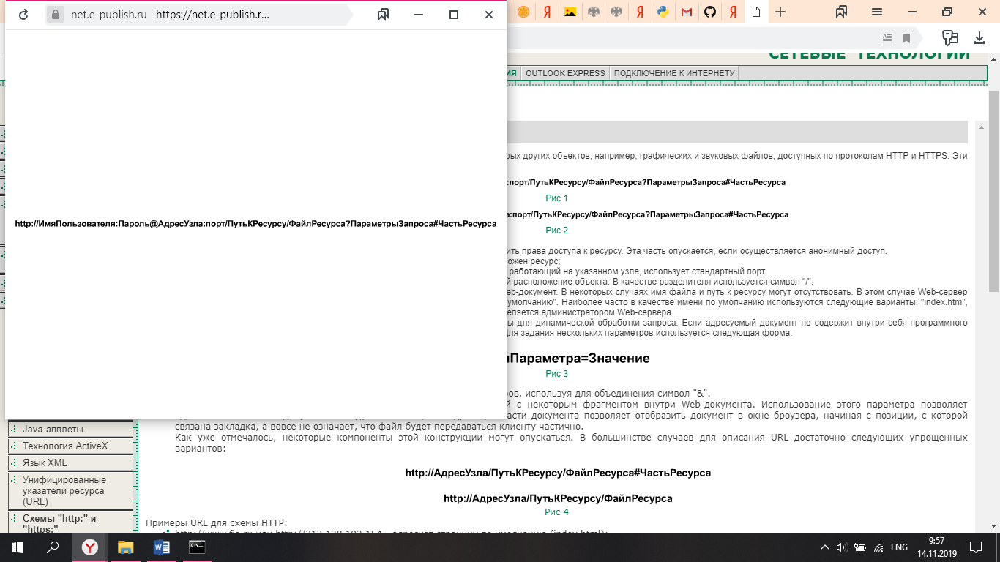 net.e-publish.ru https://net.e-publish.r...
СЕТЕВЫЕ ТЕХНОЛОГИИ
ИЯ OUTLOOK EXPRESS ПОДКЛЮЧЕНИЕ К ИНТЕРНЕТУ
http://ИмяПользователя:Пароль@АдресУзла:порт/ПутьКРесурсу/ФайлРесурса?ПараметрыЗапроса#ЧастьРесурса
других объектов, например, графических и звуковых файлов, доступных по протоколам HTTP и HTTPS. Эти
:порт/ПутьКРесурсу/ФайлРесурса?ПараметрыЗапроса#ЧастьРесурса
Рис 1
а:порт/ПутьКРесурсу/ФайлРесурса?ПараметрыЗапроса#ЧастьРесурса
Рис 2
ить права доступа к ресурсу. Эта часть опускается, если осуществляется анонимный доступ.
ожен ресурс;
работающий на указанном узле, использует стандартный порт.
й расположение объекта. В качестве разделителя используется символ "/".
eb-документ. В некоторых случаях имя файла и путь к ресурсу могут отсутствовать. В этом случае Web-сервер
умолчанию". Наиболее часто в качестве имени по умолчанию используются следующие варианты: "index.htm",
еляется администратором Web-сервера.
ы для динамической обработки запроса. Если адресуемый документ не содержит внутри себя программного
Для задания нескольких параметров используется следующая форма:
яПараметра=Значение
Рис 3
ов, используя для объединения символ "&".
й с некоторым фрагментом внутри Web-документа. Использование этого параметра позволяет
асти документа позволяет отобразить документ в окне броузера, начиная с позиции, с которой
связана закладка, а вовсе не означает, что файл будет передаваться клиенту частично.
Как уже отмечалось, некоторые компоненты этой конструкции могут опускаться. В большинстве случаев для описания URL достаточно следующих упрощенных
вариантов:
http://АдресУзла/ПутьКРесурсу/ФайлРесурса#ЧастьРесурса
http://АдресУзла/ПутьКРесурсу/ФайлРесурса
Рис 4
Примеры URL для схемы HTTP:
Java-апплеты
Технология ActiveX
Язык XML
Унифицированные
указатели ресурса
(URL)
Схемы "http:" и
"https:"
ENG
9:57
14.11.2019